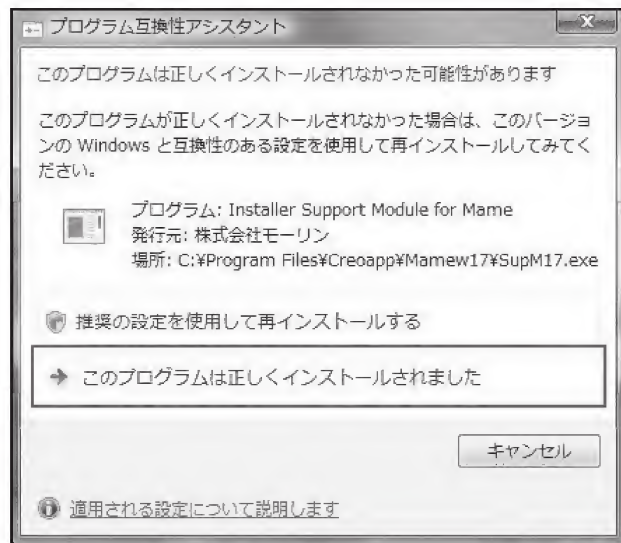 プログラム互換性アシスタント
このプログラムは正しくインストールされなかった可能性があります
このプログラムが正しくインストールされなかった場合は、このバージョ
ンの Windows と互換性のある設定を使用して再インストールしてみてく
ださい。
プログラム: Installer Support Module for Mame
発行元: 株式会社モーリン
場所: C:¥Program Files¥Creoapp¥Mamew17¥SupM17.exe
推奨の設定を使用して再インストールする
このプログラムは正しくインストールされました
キャンセル
適用される設定について説明します